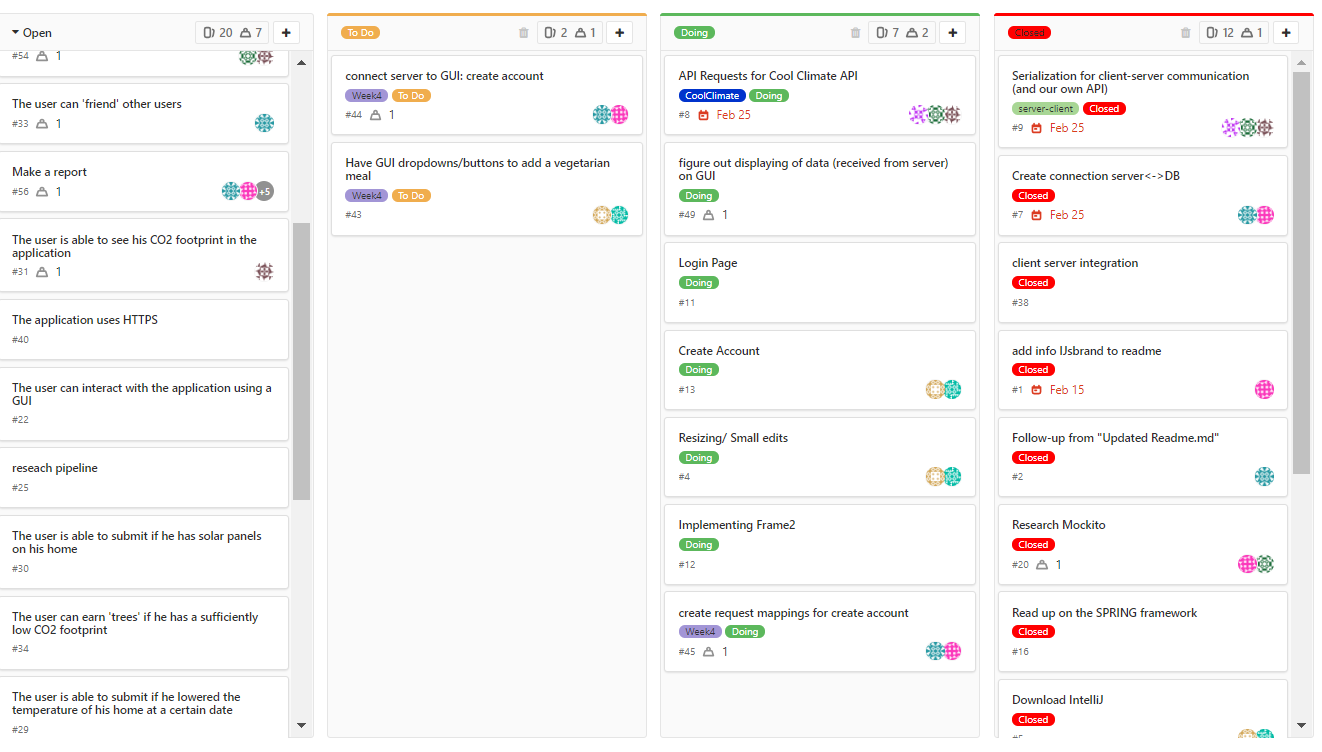 Open
20 7
#54 1
The user can 'friend' other users
#33 1
Make a report
#56 1
+5
The user is able to see his CO2 footprint in the
application
#31 1
The application uses HTTPS
#40
The user can interact with the application using a
GUI
#22
reseach pipeline
#25
The user is able to submit if he has solar panels
on his home
#30
The user can earn 'trees' if he has a sufficiently
low CO2 footprint
#34
The user is able to submit if he lowered the
temperature of his home at a certain date
#29
To Do
2 1
connect server to GUI: create account
Week4 To Do
#44 1
Have GUI dropdowns/buttons to add a vegetarian
meal
Week4 To Do
#43
Doing
7 2
API Requests for Cool Climate API
CoolClimate Doing
#8 Feb 25
figure out displaying of data (received from server)
on GUI
Doing
#49 1
Login Page
Doing
#11
Create Account
Doing
#13
Resizing/ Small edits
Doing
#4
Implementing Frame2
Doing
#12
create request mappings for create account
Week4 Doing
#45 1
Closed
12 1
Serialization for client-server communication
(and our own API)
server-client Closed
#9 Feb 25
Create connection server<->DB
Closed
#7 Feb 25
client server integration
Closed
#38
add info IJsbrand to readme
Closed
#1 Feb 15
Follow-up from "Updated Readme.md"
Closed
#2
Research Mockito
Closed
#20 1
Read up on the SPRING framework
Closed
#16
Download IntelliJ
Closed